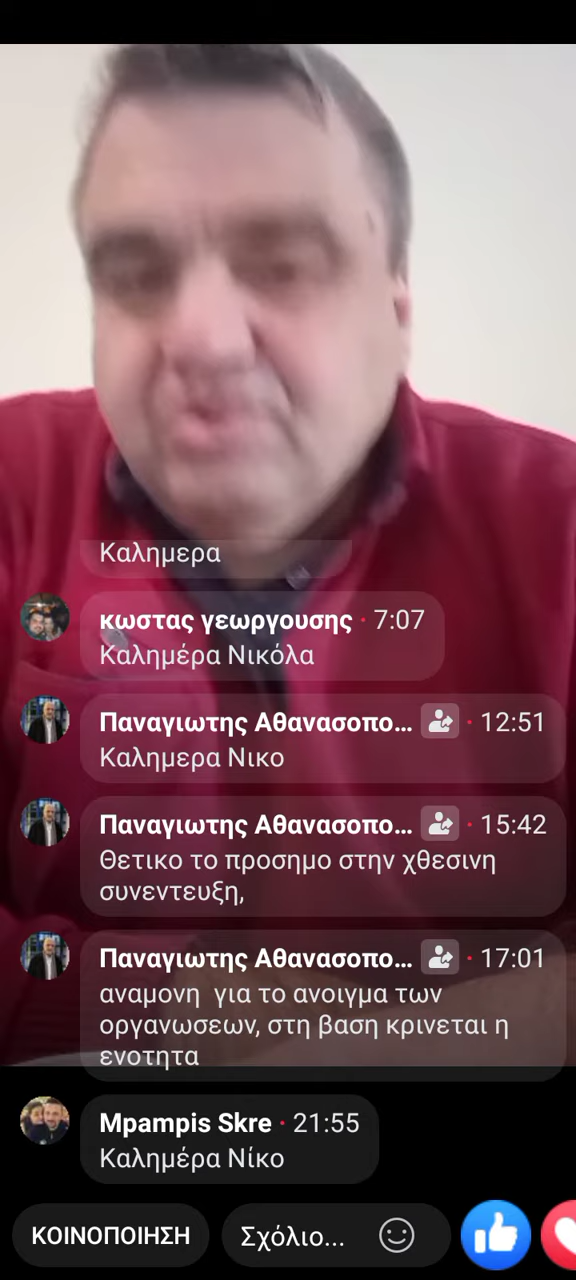 Καλημερα
κωστας γεωργουσης · 7:07
Καλημέρα Νικόλα
Παναγιωτης Αθανασοπο... · 12:51
Καλημερα Νικο
Παναγιωτης Αθανασοπο... · 15:42
Θετικο το προσημο στην χθεσινη
συνεντευξη,
Παναγιωτης Αθανασοπο... · 17:01
αναμονη για το ανοιγμα των
οργανωσεων, στη βαση κρινεται η
ενοτητα
Mpampis Skre · 21:55
Καλημέρα Νίκο
ΚΟΙΝΟΠΟΙΗΣΗ Σχόλιο...